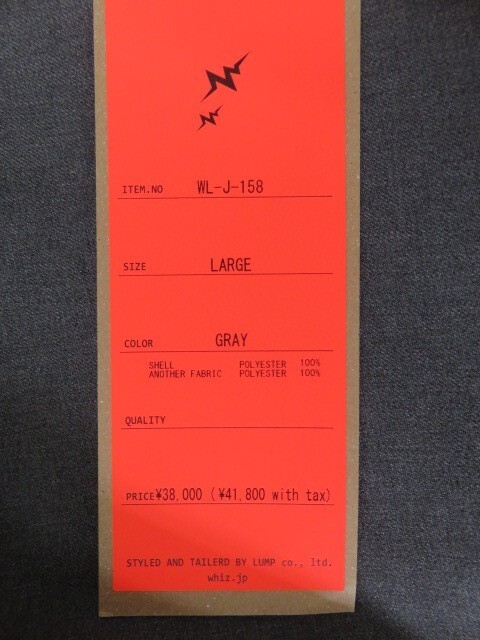 ITEM.NO WL-J-158
SIZE LARGE
COLOR GRAY
SHELL POLYESTER 100%
ANOTHER FABRIC POLYESTER 100%
QUALITY
PRICE ¥38,000 (¥41,800 with tax)
STYLED AND TAILERD BY LUMP co., ltd.
whiz.jp